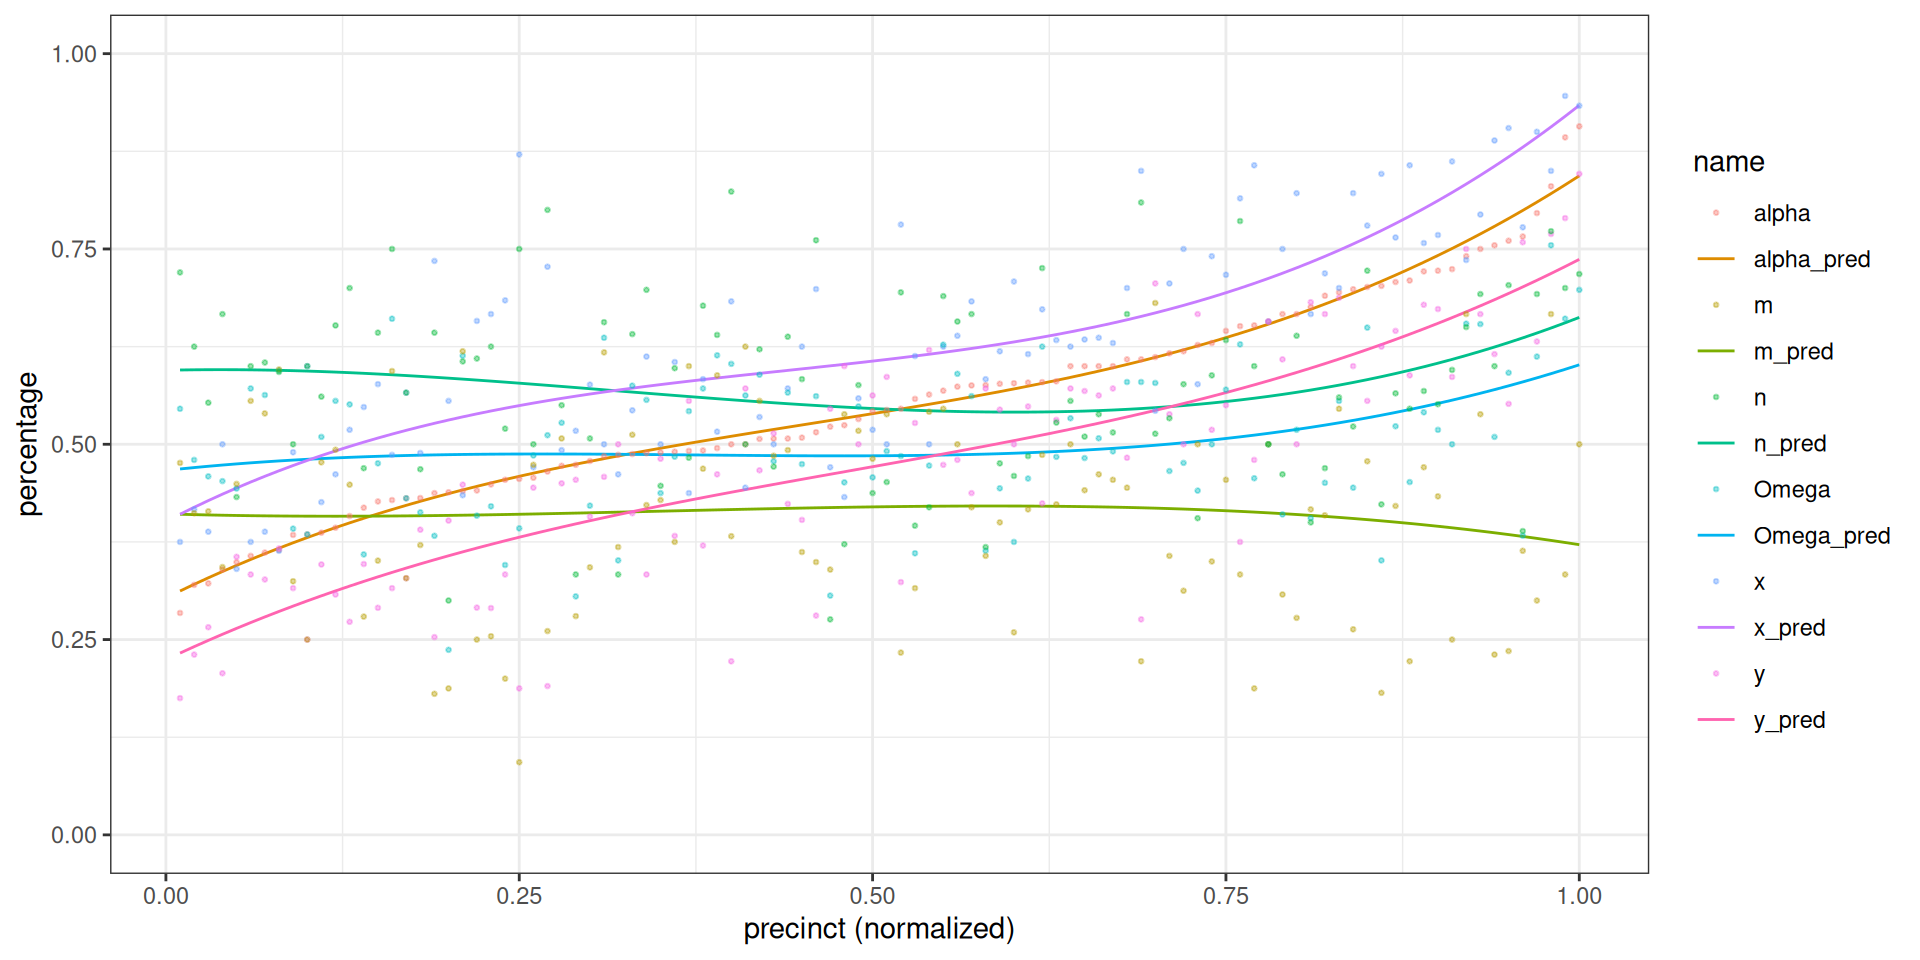 1.00
0.75
0.50
0.25
0.00
percentage
0.00 0.25 0.50 0.75 1.00
precinct (normalized)
name
alpha
alpha_pred
m
m_pred
n
n_pred
Omega
Omega_pred
x
x_pred
y
y_pred